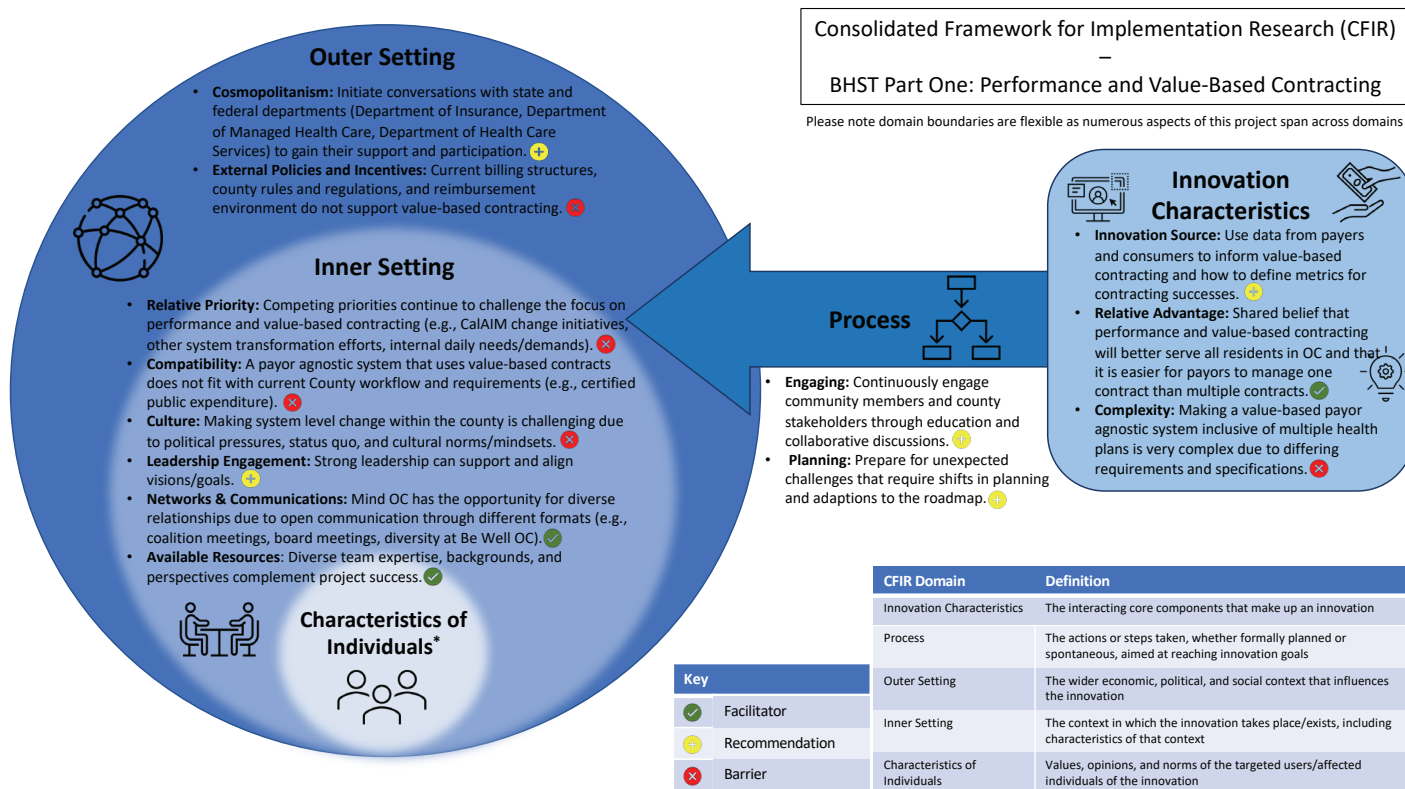 Consolidated Framework for Implementation Research (CFIR)
–
BHST Part One: Performance and Value-Based Contracting
Please note domain boundaries are flexible as numerous aspects of this project span across domains
Outer Setting
• Cosmopolitanism: Initiate conversations with state and
federal departments (Department of Insurance, Department
of Managed Health Care, Department of Health Care
Services) to gain their support and participation.
• External Policies and Incentives: Current billing structures,
county rules and regulations, and reimbursement
environment do not support value-based contracting.
Inner Setting
• Relative Priority: Competing priorities continue to challenge the focus on
performance and value-based contracting (e.g., CalAIM change initiatives,
other system transformation efforts, internal daily needs/demands).
• Compatibility: A payor agnostic system that uses value-based contracts
does not fit with current County workflow and requirements (e.g., certified
public expenditure).
• Culture: Making system level change within the county is challenging due
to political pressures, status quo, and cultural norms/mindsets.
• Leadership Engagement: Strong leadership can support and align
visions/goals.
• Networks & Communications: Mind OC has the opportunity for diverse
relationships due to open communication through different formats (e.g.,
coalition meetings, board meetings, diversity at Be Well OC).
• Available Resources: Diverse team expertise, backgrounds, and
perspectives complement project success.
Characteristics of
Individuals*
Process
• Engaging: Continuously engage
community members and county
stakeholders through education and
collaborative discussions.
• Planning: Prepare for unexpected
challenges that require shifts in planning
and adaptions to the roadmap.
Innovation
Characteristics
• Innovation Source: Use data from payers
and consumers to inform value-based
contracting and how to define metrics for
contracting successes.
• Relative Advantage: Shared belief that
performance and value-based contracting
will better serve all residents in OC and that
it is easier for payors to manage one
contract than multiple contracts.
• Complexity: Making a value-based payor
agnostic system inclusive of multiple health
plans is very complex due to differing
requirements and specifications.
Key
Facilitator
Recommendation
Barrier
CFIR Domain Definition
Innovation Characteristics The interacting core components that make up an innovation
Process The actions or steps taken, whether formally planned or
spontaneous, aimed at reaching innovation goals
Outer Setting The wider economic, political, and social context that influences
the innovation
Inner Setting The context in which the innovation takes place/exists, including
characteristics of that context
Characteristics of Values, opinions, and norms of the targeted users/affected
Individuals individuals of the innovation